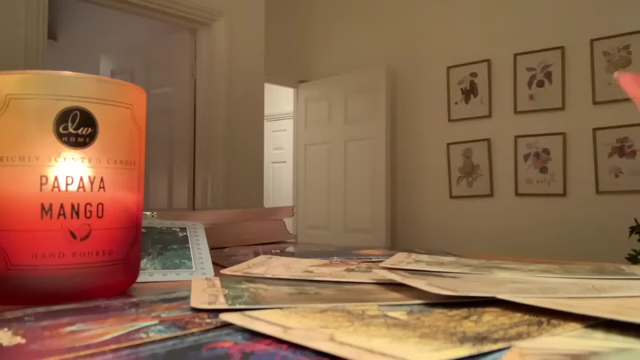 dw
HOME
RICHLY SCENTED CANDLE
PAPAYA
MANGO
HAND POURED